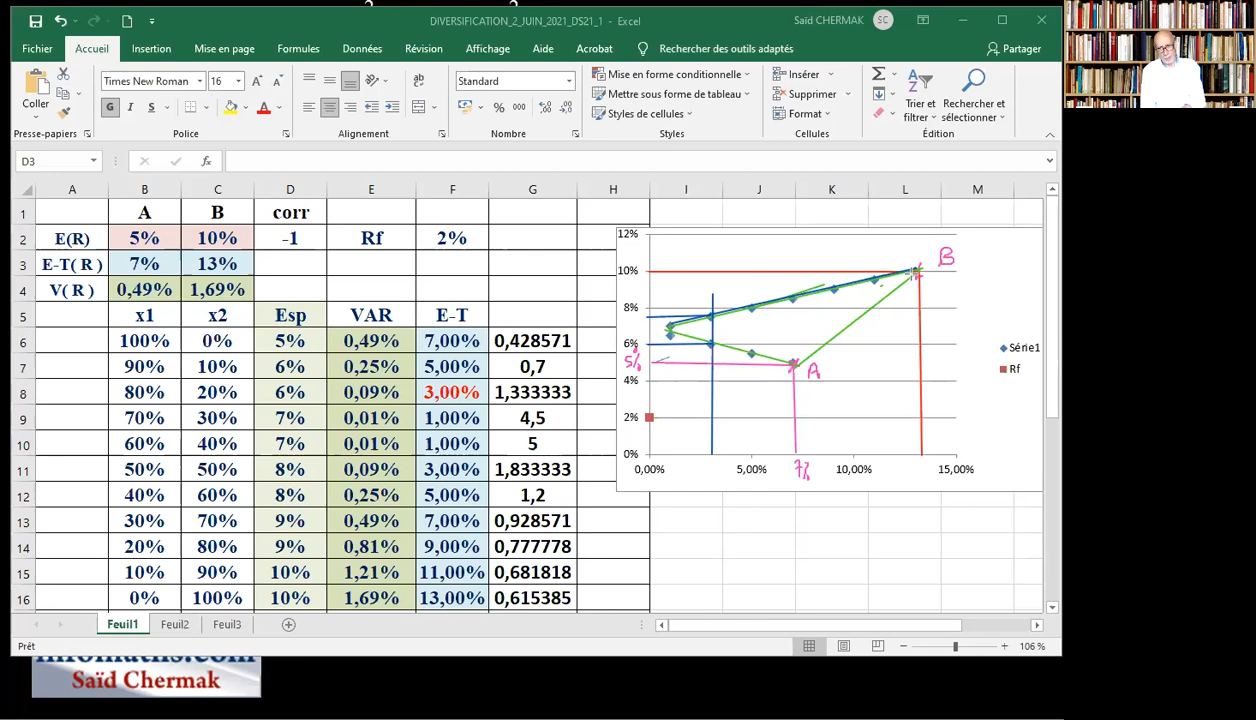 DIVERSIFICATION_2_JUIN_2021_DS21_1 - Excel
Saïd CHERMAK SC
Fichier Accueil Insertion Mise en page Formules Données Révision Affichage Aide Acrobat Rechercher des outils adaptés Partager
Coller
Times New Roman 16
G I S
ab
Standard
% 000
Mise en forme conditionnelle
Mettre sous forme de tableau
Styles de cellules
Insérer
Supprimer
Format
Trier et filtrer
Rechercher et sélectionner
Presse-papiers Police Alignement Nombre Styles Cellules Édition
D3 fx
A B C D E F G H I J K L M
1 A B corr
2 E(R) 5% 10% -1 Rf 2%
3 E-T( R ) 7% 13%
4 V( R ) 0,49% 1,69%
5 x1 x2 Esp VAR E-T
6 100% 0% 5% 0,49% 7,00% 0,428571
7 90% 10% 6% 0,25% 5,00% 0,7
8 80% 20% 6% 0,09% 3,00% 1,333333
9 70% 30% 7% 0,01% 1,00% 4,5
10 60% 40% 7% 0,01% 1,00% 5
11 50% 50% 8% 0,09% 3,00% 1,833333
12 40% 60% 8% 0,25% 5,00% 1,2
13 30% 70% 9% 0,49% 7,00% 0,928571
14 20% 80% 9% 0,81% 9,00% 0,777778
15 10% 90% 10% 1,21% 11,00% 0,681818
16 0% 100% 10% 1,69% 13,00% 0,615385
12%
10% B
8%
6%
5% A
4%
2%
0%
0,00% 5,00% 10,00% 15,00%
7%
Série1
Rf
Feuil1 Feuil2 Feuil3
Prêt 106 %
infomaths.com
Saïd Chermak